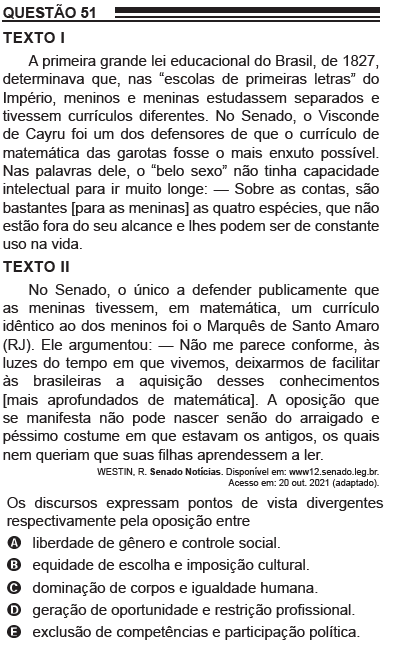 QUESTÃO 51
TEXTO I
A primeira grande lei educacional do Brasil, de 1827,
determinava que, nas “escolas de primeiras letras” do
Império, meninos e meninas estudassem separados e
tivessem currículos diferentes. No Senado, o Visconde
de Cayru foi um dos defensores de que o currículo de
matemática das garotas fosse o mais enxuto possível.
Nas palavras dele, o “belo sexo” não tinha capacidade
intelectual para ir muito longe: — Sobre as contas, são
bastantes [para as meninas] as quatro espécies, que não
estão fora do seu alcance e lhes podem ser de constante
uso na vida.
TEXTO II
No Senado, o único a defender publicamente que
as meninas tivessem, em matemática, um currículo
idêntico ao dos meninos foi o Marquês de Santo Amaro
(RJ). Ele argumentou: — Não me parece conforme, às
luzes do tempo em que vivemos, deixarmos de facilitar
às brasileiras a aquisição desses conhecimentos
[mais aprofundados de matemática]. A oposição que
se manifesta não pode nascer senão do arraigado e
péssimo costume em que estavam os antigos, os quais
nem queriam que suas filhas aprendessem a ler.
WESTIN, R. Senado Notícias. Disponível em: www12.senado.leg.br.
Acesso em: 20 out. 2021 (adaptado).
Os discursos expressam pontos de vista divergentes
respectivamente pela oposição entre
A liberdade de gênero e controle social.
B equidade de escolha e imposição cultural.
C dominação de corpos e igualdade humana.
D geração de oportunidade e restrição profissional.
E exclusão de competências e participação política.